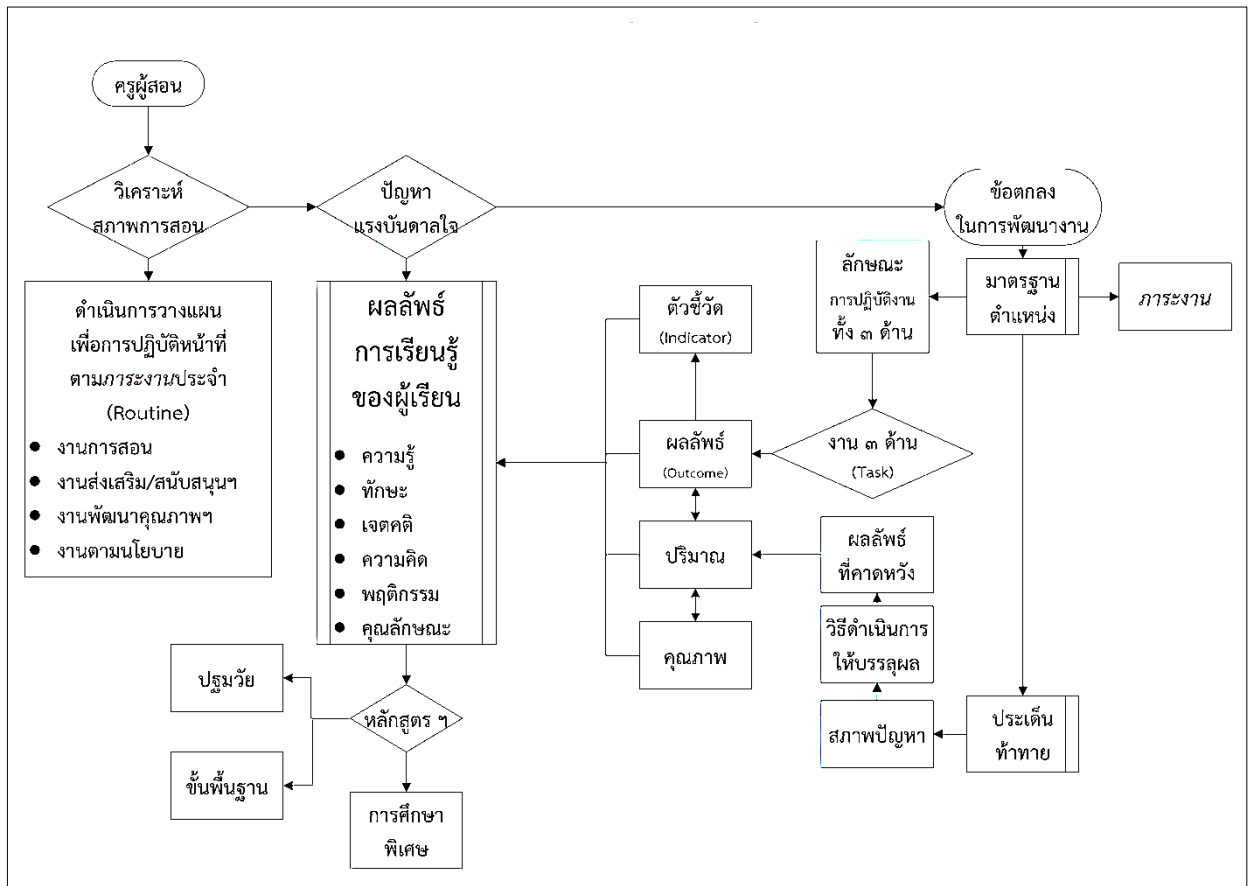 ครูผู้สอน
วิเคราะห์
สภาพการสอน
ปัญหา
แรงบันดาลใจ
ข้อตกลง
ในการพัฒนางาน
ดำเนินการวางแผน
เพื่อการปฏิบัติหน้าที่
ตามภาระงานประจำ
(Routine)
● งานการสอน
● งานส่งเสริม/สนับสนุนฯ
● งานพัฒนาคุณภาพฯ
● งานตามนโยบาย
ผลลัพธ์
การเรียนรู้
ของผู้เรียน
● ความรู้
● ทักษะ
● เจตคติ
● ความคิด
● พฤติกรรม
● คุณลักษณะ
ตัวชี้วัด
(Indicator)
ลักษณะ
การปฏิบัติงาน
ทั้ง ๓ ด้าน
มาตรฐาน
ตำแหน่ง
ภาระงาน
ผลลัพธ์
(Outcome)
งาน ๓ ด้าน
(Task)
ปริมาณ
ผลลัพธ์
ที่คาดหวัง
คุณภาพ
วิธีดำเนินการ
ให้บรรลุผล
สภาพปัญหา
ประเด็น
ท้าทาย
ปฐมวัย
หลักสูตร ฯ
ขั้นพื้นฐาน
การศึกษา
พิเศษ